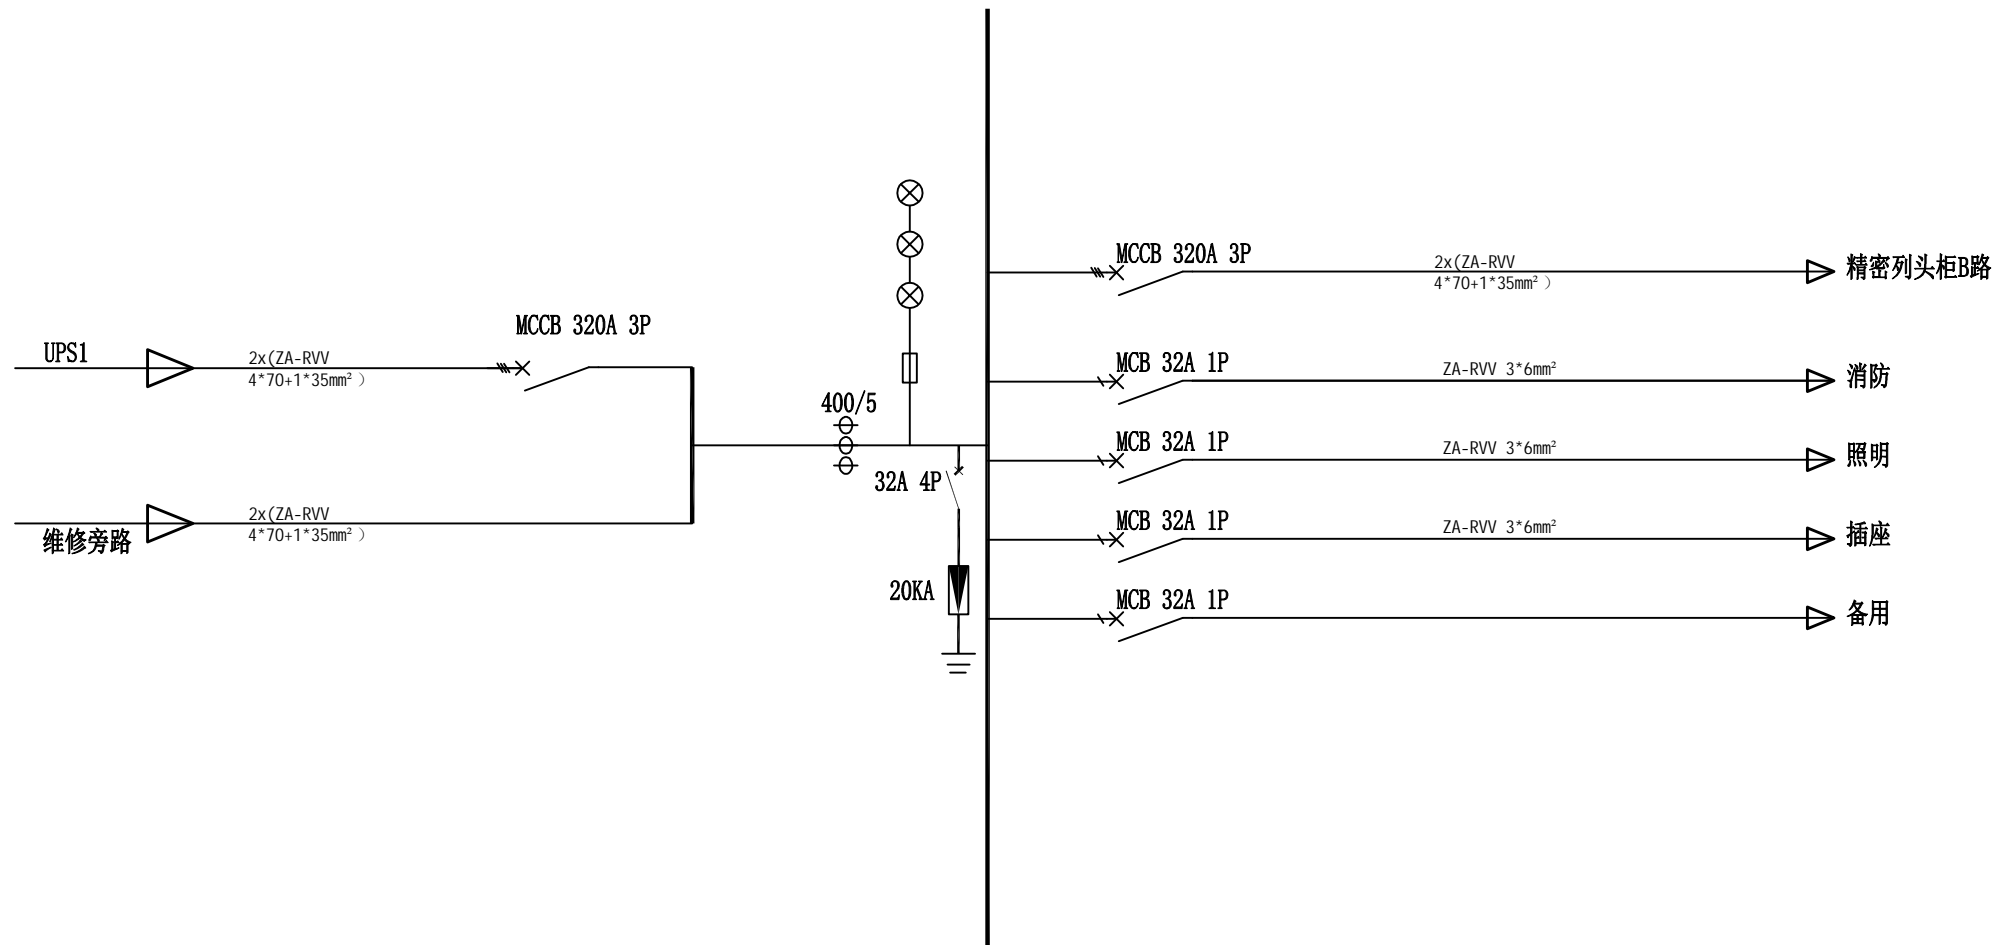 UPS1
2x(ZA-RVV
4*70+1*35mm²）
MCCB 320A 3P
维修旁路
2x(ZA-RVV
4*70+1*35mm²）
400/5
32A 4P
20KA
MCCB 320A 3P
2x(ZA-RVV
4*70+1*35mm²）
精密列头柜B路
MCB 32A 1P
ZA-RVV 3*6mm²
消防
MCB 32A 1P
ZA-RVV 3*6mm²
照明
MCB 32A 1P
ZA-RVV 3*6mm²
插座
MCB 32A 1P
备用